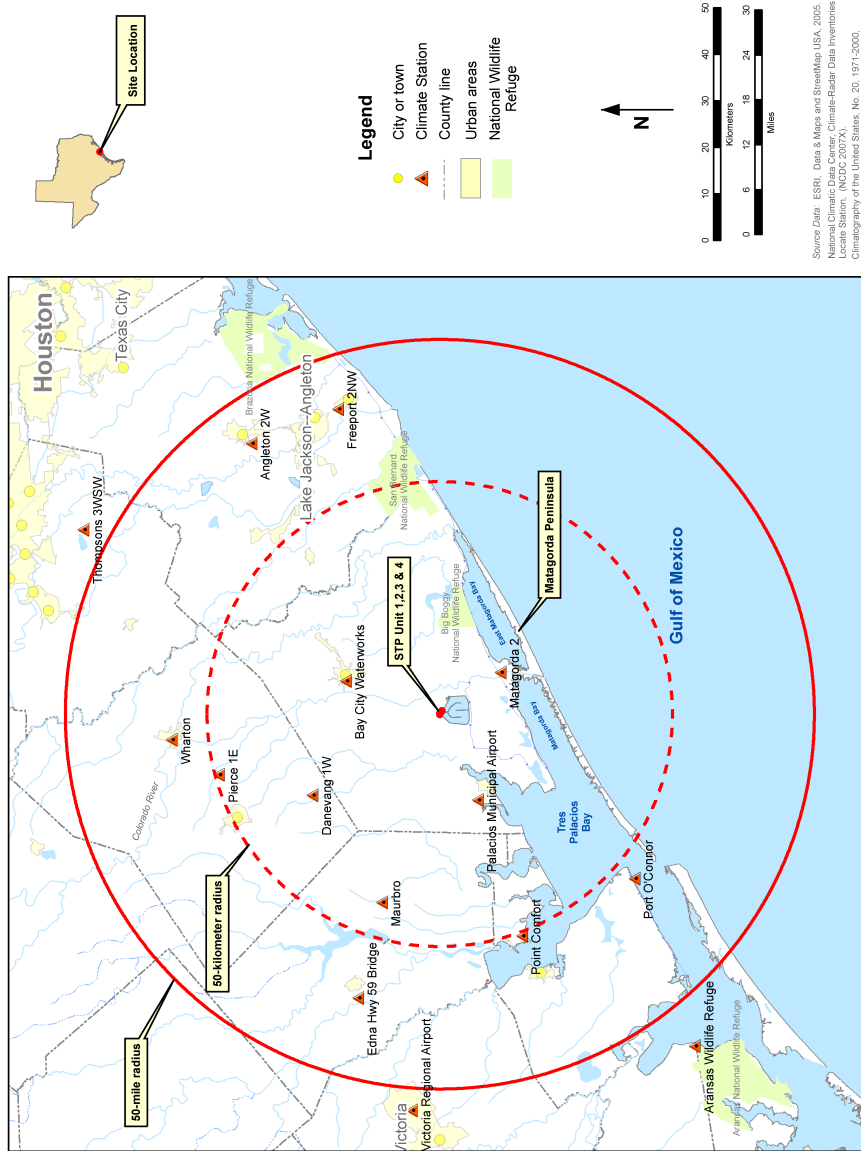 Houston
Texas City
Brazoria National Wildlife Refuge
Thompsons 3WSW
Angleton 2W
Lake Jackson--Angleton
Freeport 2NW
San Bernard
National Wildlife Refuge
Wharton
Colorado River
Pierce 1E
Bay City Waterworks
Danevang 1W
STP Unit 1,2,3 & 4
Big Boggy
National Wildlife Refuge
East Matagorda Bay
Matagorda Peninsula
Matagorda 2
Matagorda Bay
Gulf of Mexico
50-kilometer radius
Maurbro
Palacios Municipal Airport
Tres
Palacios
Bay
50-mile radius
Edna Hwy 59 Bridge
Point Comfort
Port O'Connor
Victoria
Victoria Regional Airport
Aransas Wildlife Refuge
Aransas National Wildlife Refuge
Site Location
Legend
City or town
Climate Station
County line
Urban areas
National Wildlife
Refuge
N
0 10 20 30 40 50
Kilometers
0 6 12 18 24 30
Miles
Source Data: ESRI, Data & Maps and StreetMap USA, 2005.
National Climatic Data Center, Climate-Radar Data Inventories
Locate Station, (NCDC 2007X).
Climatography of the United States, No. 20, 1971-2000,